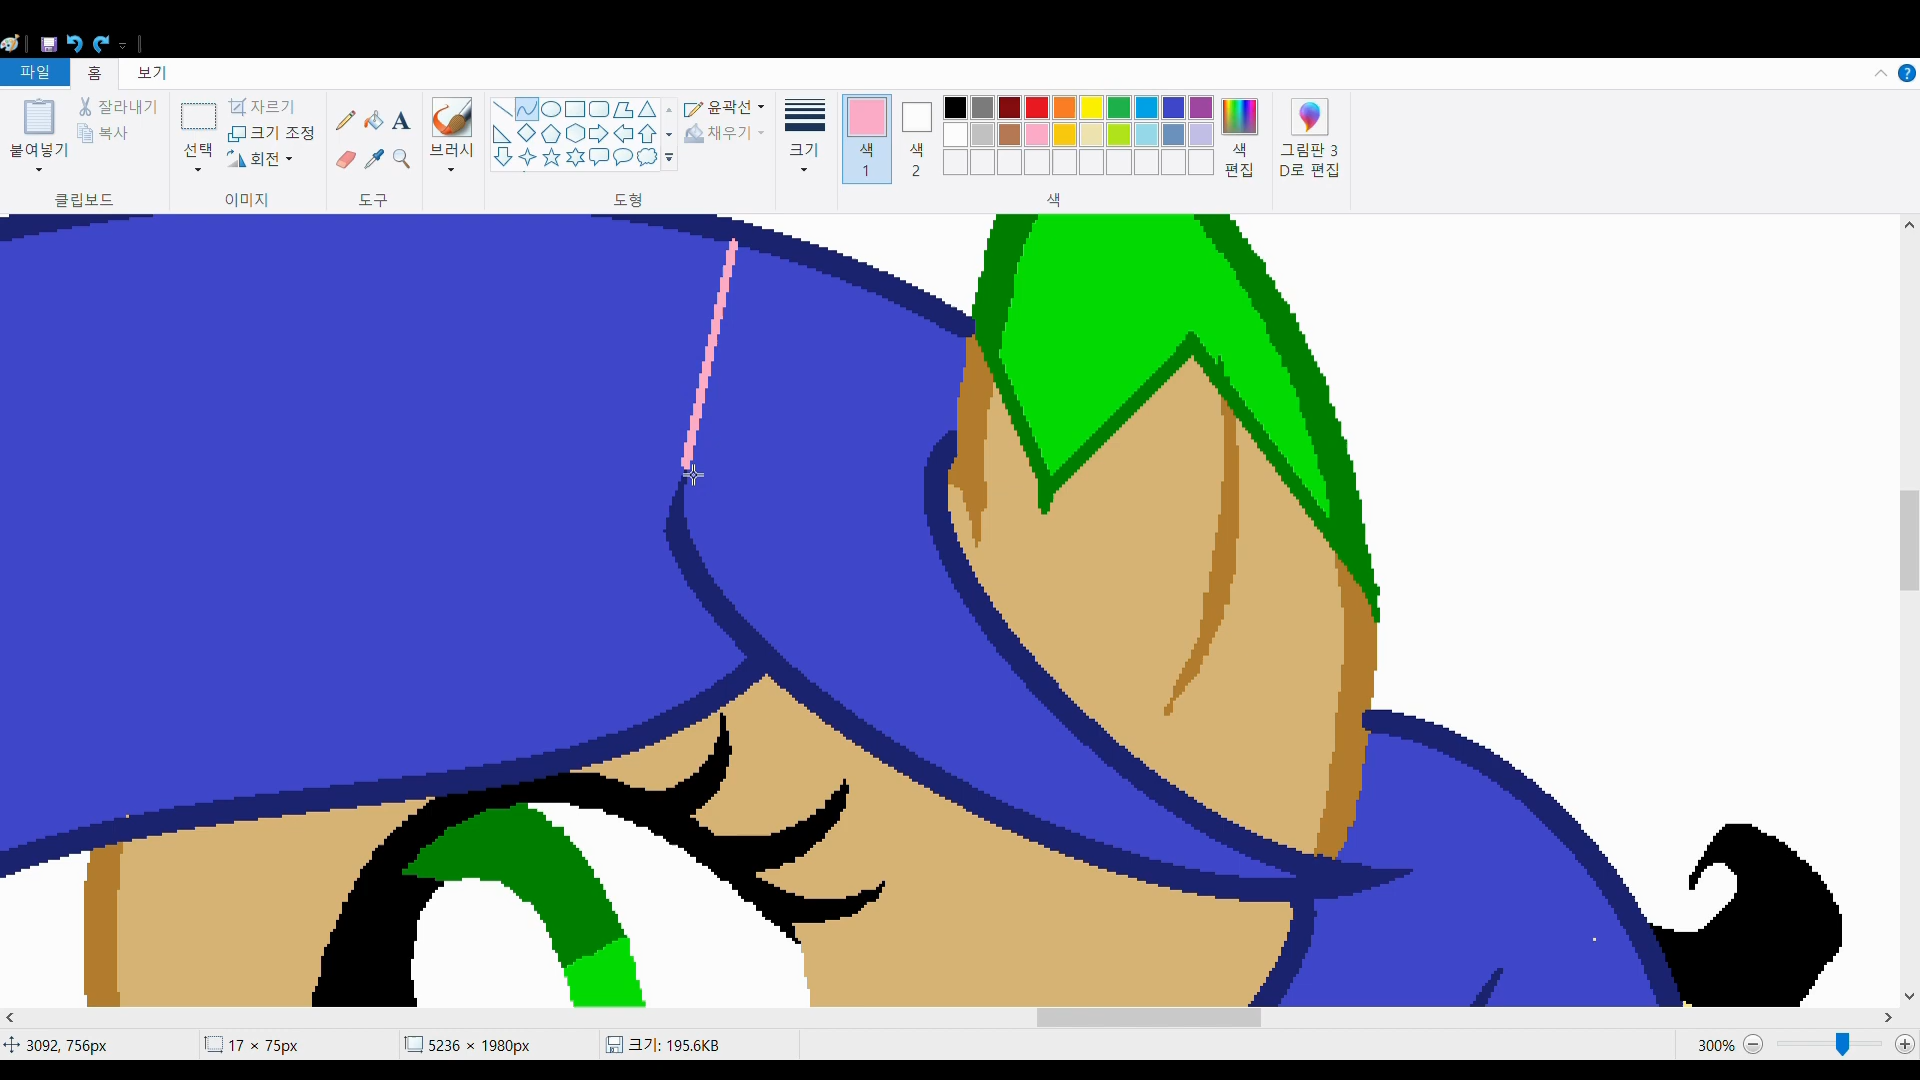 파일 홈 보기
붙여넣기
잘라내기
복사
클립보드
선택
자르기
크기 조정
회전
이미지
A
도구
브러시
윤곽선
채우기
도형
크기
색
1
색
2
색
편집
그림판 3
D로 편집
색
?
3092, 756px
17 × 75px
5236 × 1980px
크기: 195.6KB
300%